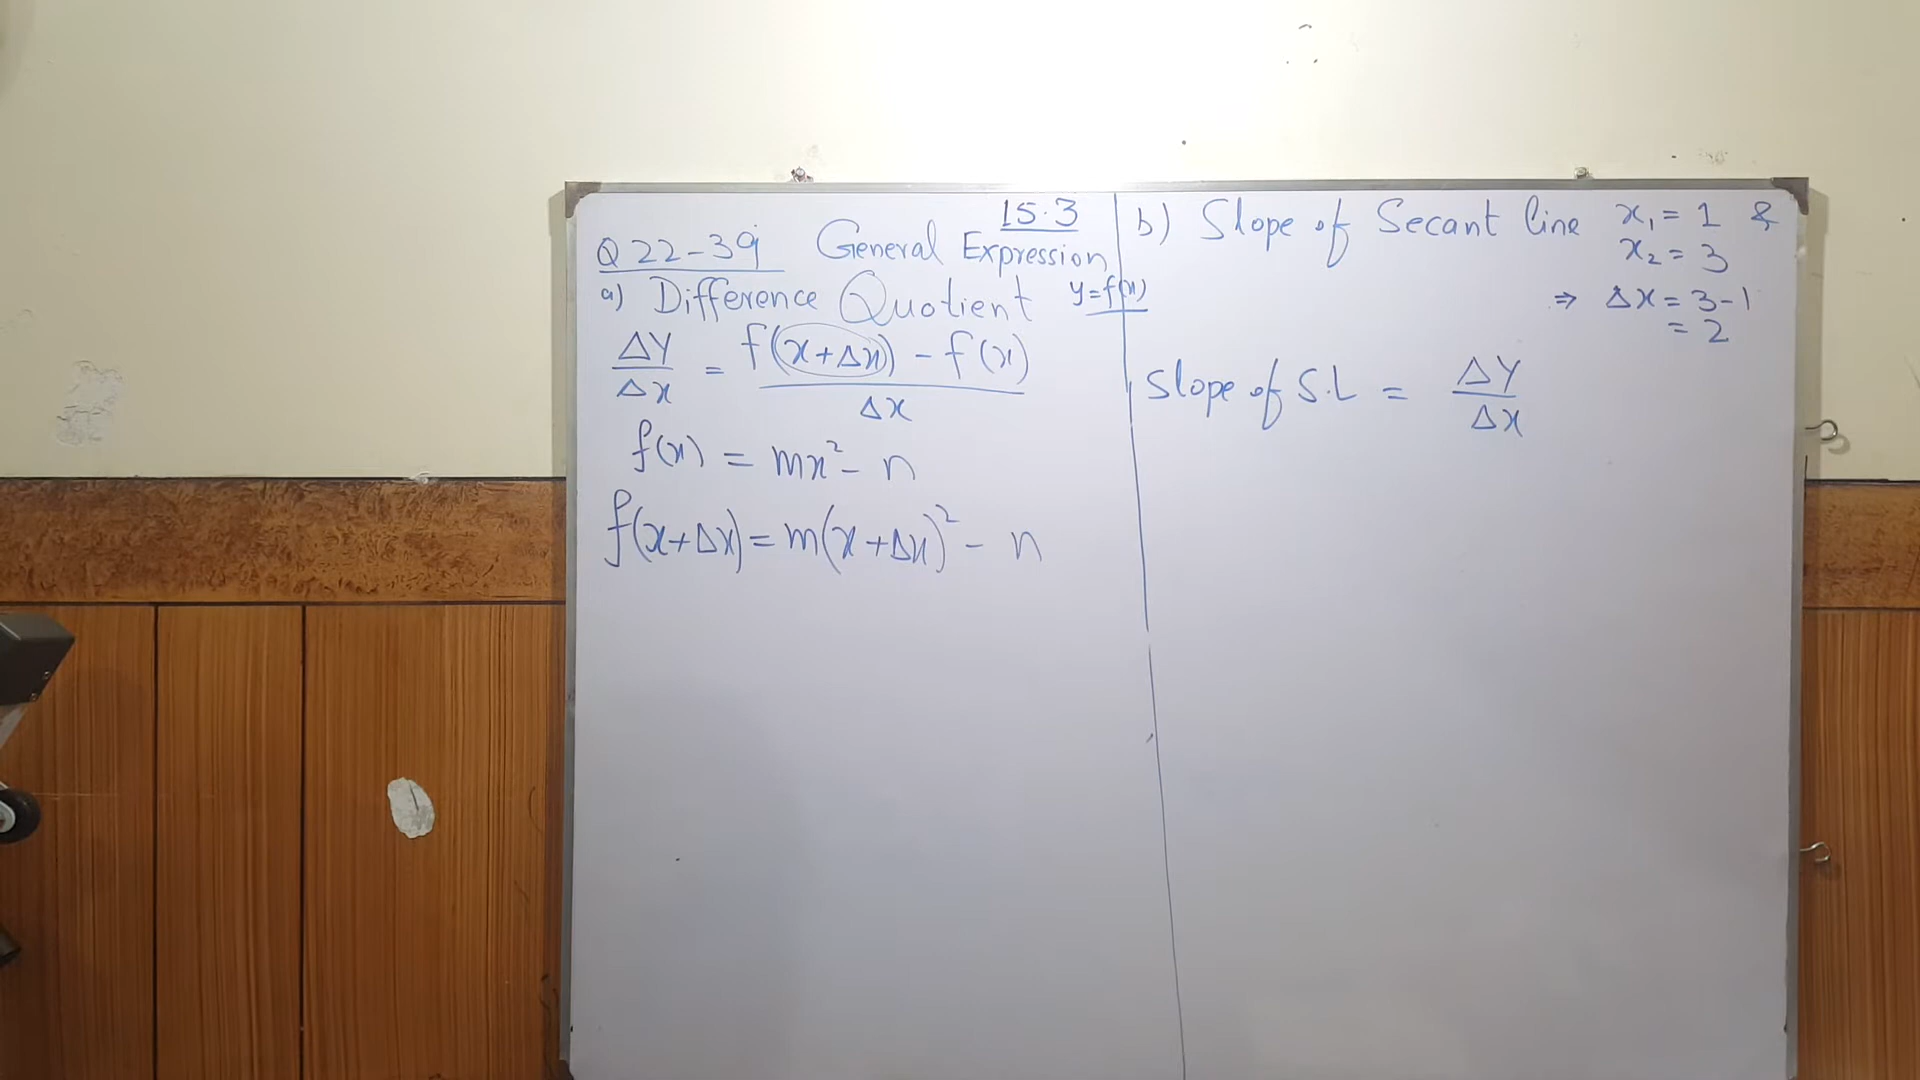 15.3
Q 22-39 General Expression
a) Difference Quotient y=f(x)
ΔY/Δx = (f(x+Δx) - f(x))/Δx
f(x) = mx² - n
f(x+Δx) = m(x+Δx)² - n
b) Slope of Secant line x₁ = 1 &
x₂ = 3
⇒ Δx = 3-1
= 2
Slope of S.L = ΔY/Δx